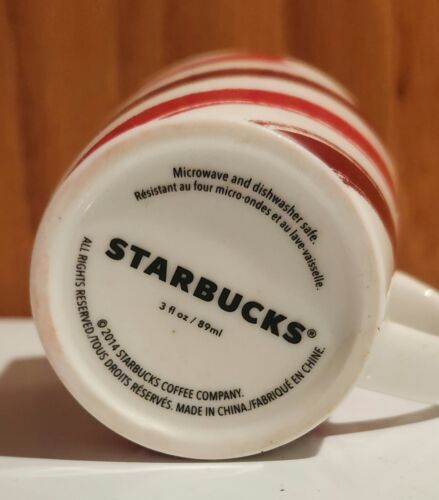 Microwave and dishwasher safe.
Résistant au four micro-ondes et au lave-vaisselle.
STARBUCKS®
3 fl oz / 89ml
© 2014 STARBUCKS COFFEE COMPANY.
ALL RIGHTS RESERVED./TOUS DROITS RÉSERVÉS. MADE IN CHINA./FABRIQUÉ EN CHINE.